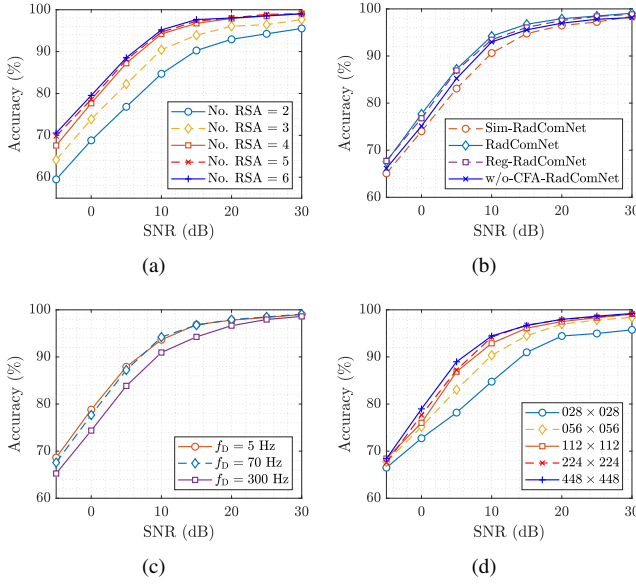 100
90
80
70
60
Accuracy (%)
0
10
20
30
SNR (dB)
No. RSA = 2
No. RSA = 3
No. RSA = 4
No. RSA = 5
No. RSA = 6
(a)
100
90
80
70
60
Accuracy (%)
0
10
20
30
SNR (dB)
Sim-RadComNet
RadComNet
Reg-RadComNet
w/o-CFA-RadComNet
(b)
100
90
80
70
60
Accuracy (%)
0
10
20
30
SNR (dB)
f_D = 5 Hz
f_D = 70 Hz
f_D = 300 Hz
(c)
100
90
80
70
60
Accuracy (%)
0
10
20
30
SNR (dB)
028 × 028
056 × 056
112 × 112
224 × 224
448 × 448
(d)